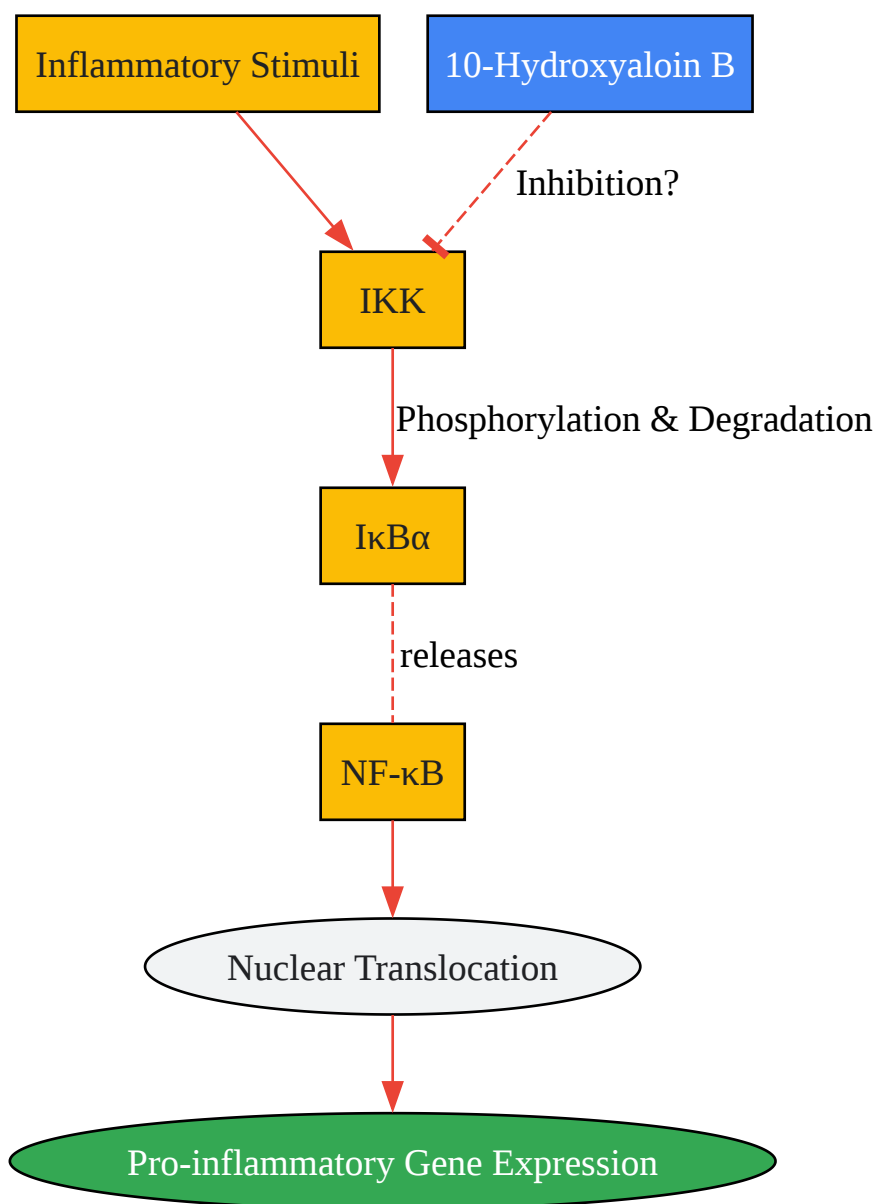 Inflammatory Stimuli
10-Hydroxyaloin B
Inhibition?
IKK
Phosphorylation & Degradation
IκBα
releases
NF-κB
Nuclear Translocation
Pro-inflammatory Gene Expression